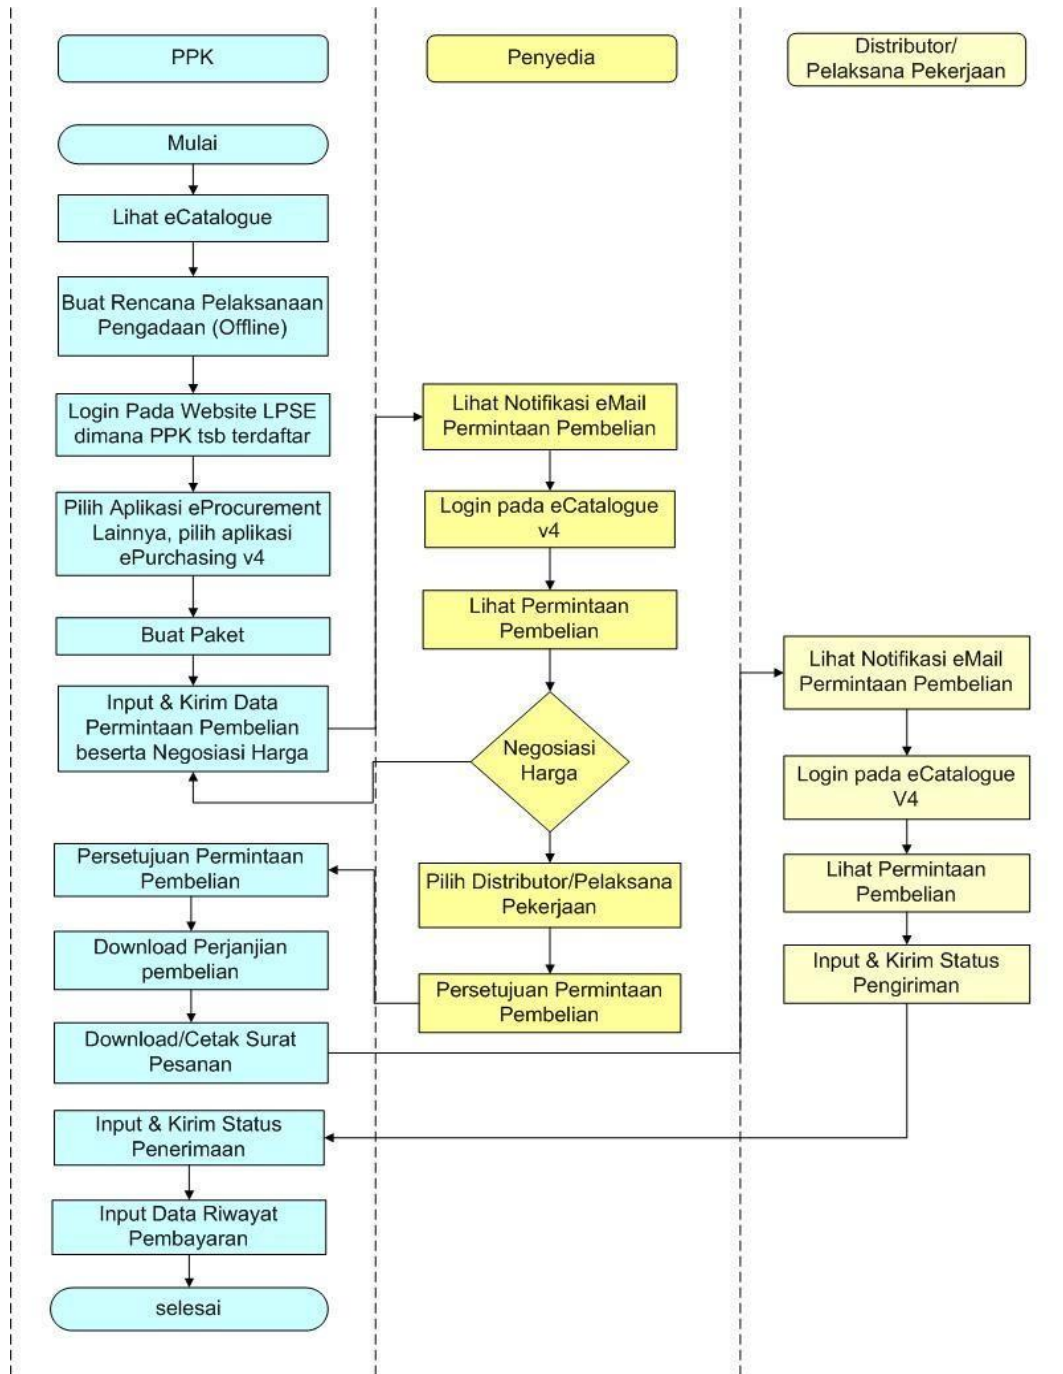 PPK
Penyedia
Distributor/
Pelaksana Pekerjaan
Mulai
Lihat eCatalogue
Buat Rencana Pelaksanaan
Pengadaan (Offline)
Login Pada Website LPSE
dimana PPK tsb terdaftar
Pilih Aplikasi eProcurement
Lainnya, pilih aplikasi
ePurchasing v4
Buat Paket
Input & Kirim Data
Permintaan Pembelian
beserta Negosiasi Harga
Lihat Notifikasi eMail
Permintaan Pembelian
Login pada eCatalogue
v4
Lihat Permintaan
Pembelian
Negosiasi
Harga
Pilih Distributor/Pelaksana
Pekerjaan
Persetujuan Permintaan
Pembelian
Persetujuan Permintaan
Pembelian
Download Perjanjian
pembelian
Download/Cetak Surat
Pesanan
Lihat Notifikasi eMail
Permintaan Pembelian
Login pada eCatalogue
V4
Lihat Permintaan
Pembelian
Input & Kirim Status
Pengiriman
Input & Kirim Status
Penerimaan
Input Data Riwayat
Pembayaran
selesai